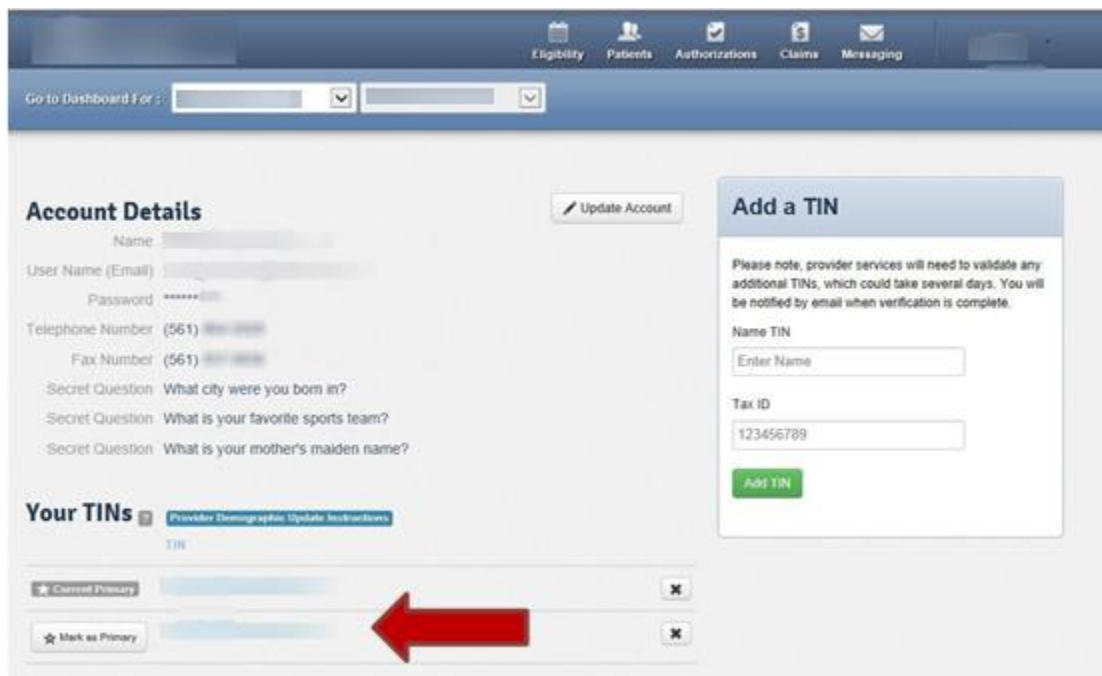 Eligibility Patients Authorizations Claims Messaging
Go to Dashboard For :
Account Details
Update Account
Name
User Name (Email)
Password ••••••
Telephone Number (561)
Fax Number (561)
Secret Question What city were you born in?
Secret Question What is your favorite sports team?
Secret Question What is your mother's maiden name?
Your TINs ? Provider Demographic Update Instructions
TIN
Current Primary
Mark as Primary
Add a TIN
Please note, provider services will need to validate any
additional TINs, which could take several days. You will
be notified by email when verification is complete.
Name TIN
Enter Name
Tax ID
123456789
Add TIN